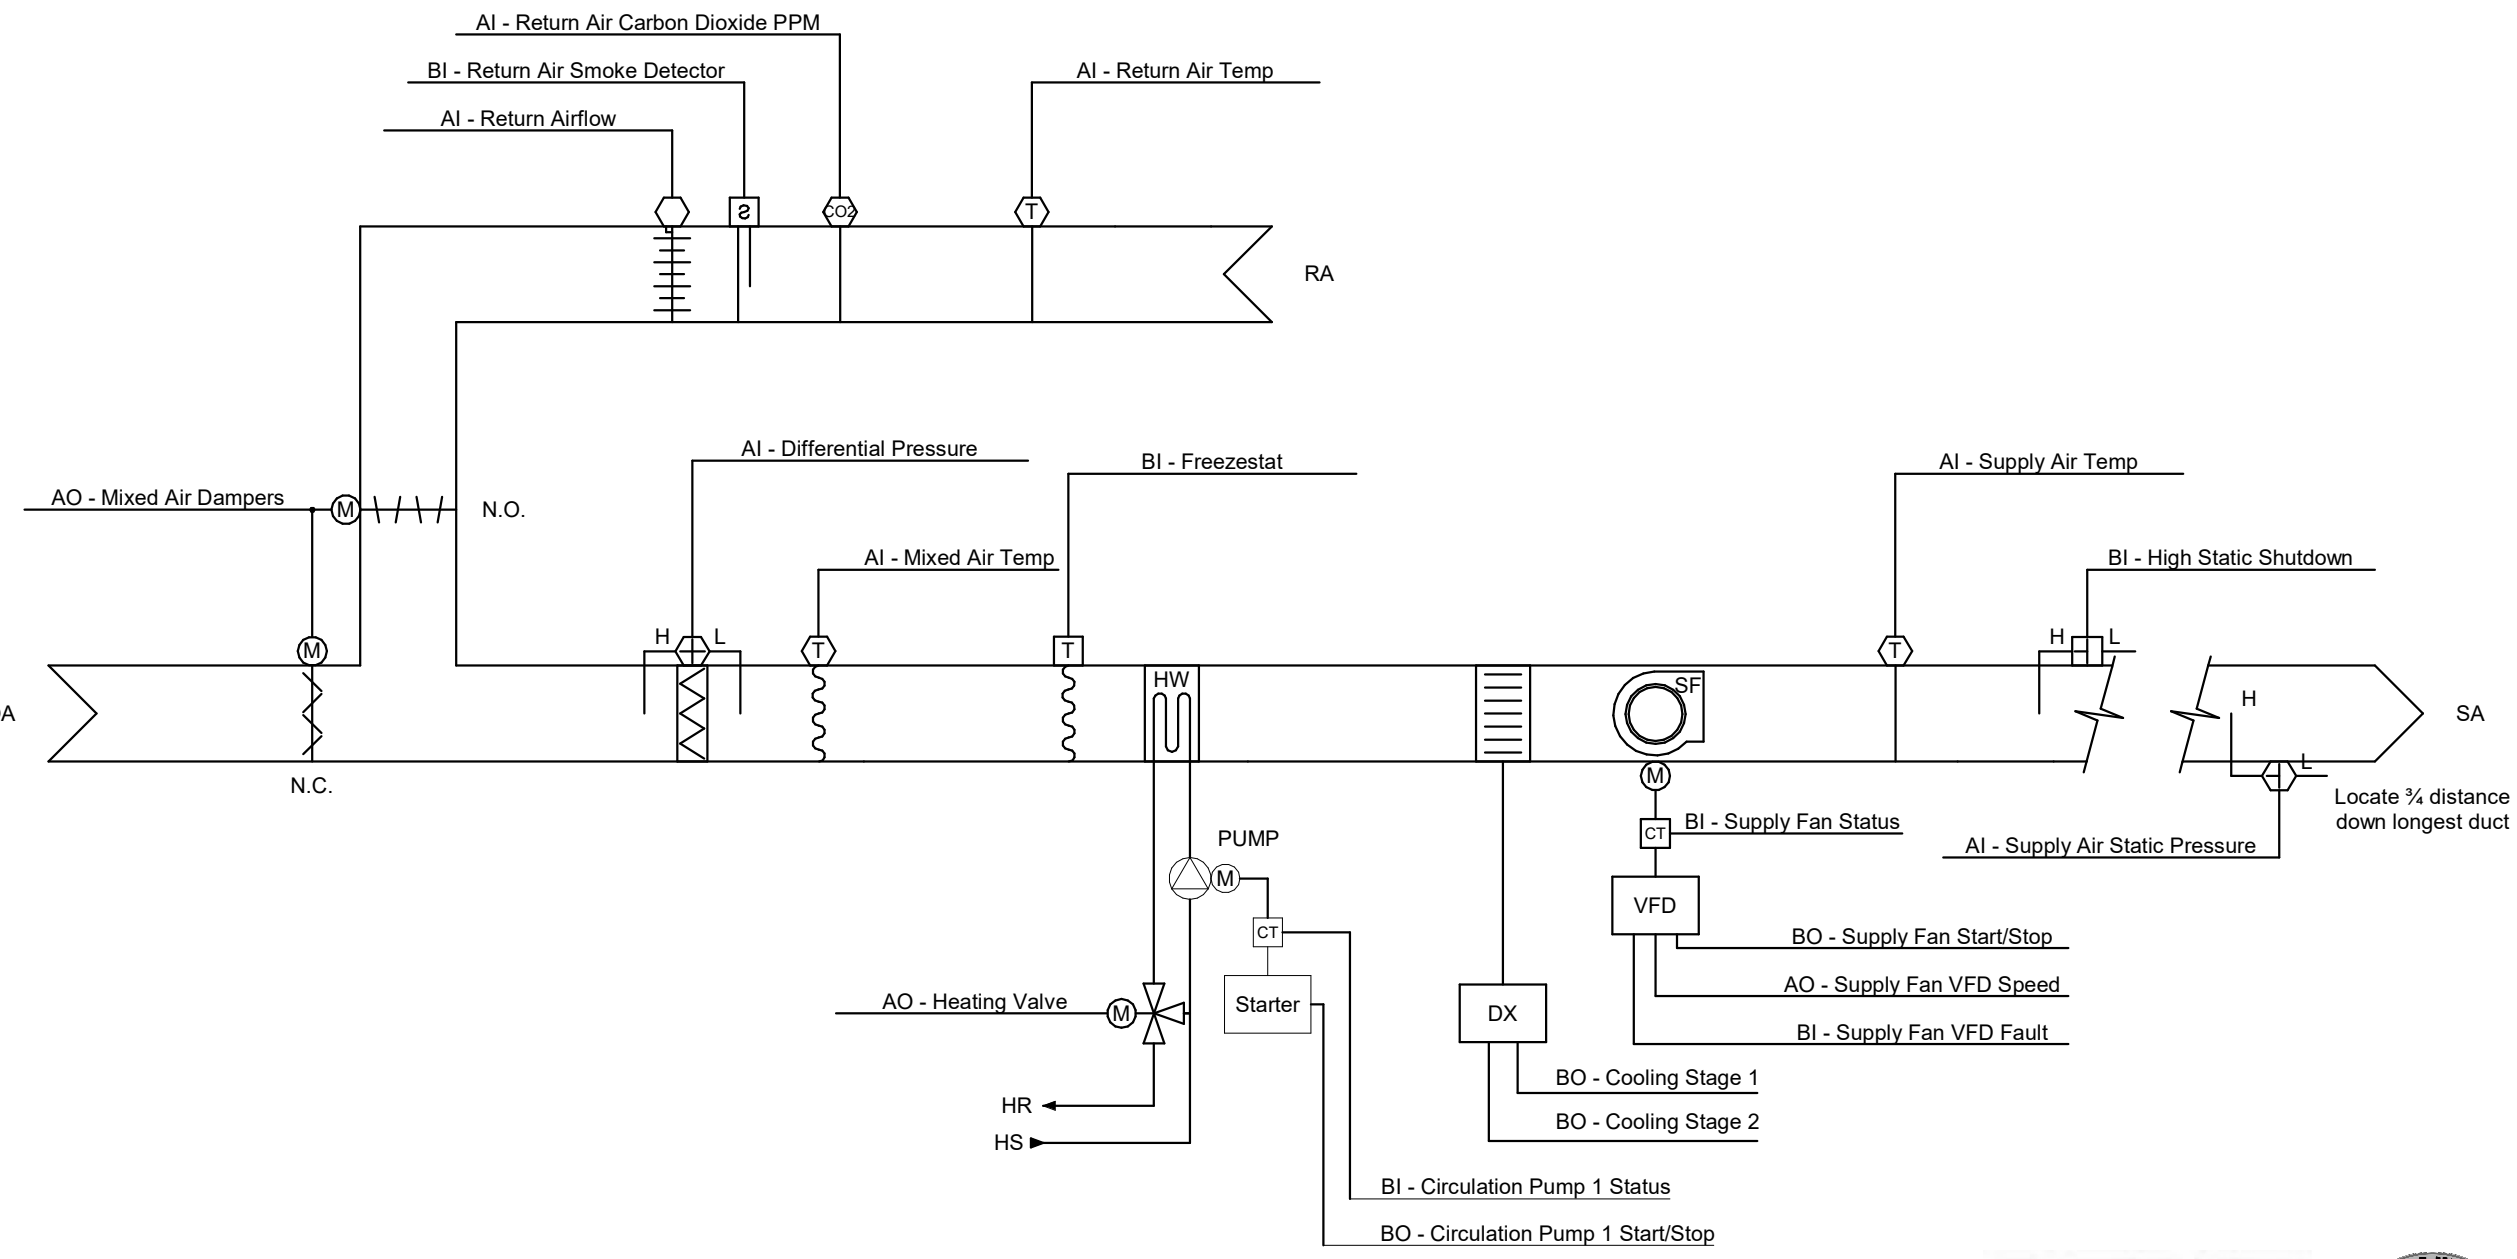 AI - Return Air Carbon Dioxide PPM
BI - Return Air Smoke Detector
AI - Return Air Temp
AI - Return Airflow
S
CO2
T
RA
AI - Differential Pressure
BI - Freezestat
AI - Supply Air Temp
AO - Mixed Air Dampers
M
N.O.
AI - Mixed Air Temp
BI - High Static Shutdown
M
H
L
T
T
T
H
L
HW
SF
H
A
SA
N.C.
M
L
Locate ¾ distance
down longest duct
PUMP
CT
BI - Supply Fan Status
AI - Supply Air Static Pressure
M
VFD
CT
BO - Supply Fan Start/Stop
AO - Supply Fan VFD Speed
AO - Heating Valve
M
Starter
DX
BI - Supply Fan VFD Fault
BO - Cooling Stage 1
HR
BO - Cooling Stage 2
HS
BI - Circulation Pump 1 Status
BO - Circulation Pump 1 Start/Stop